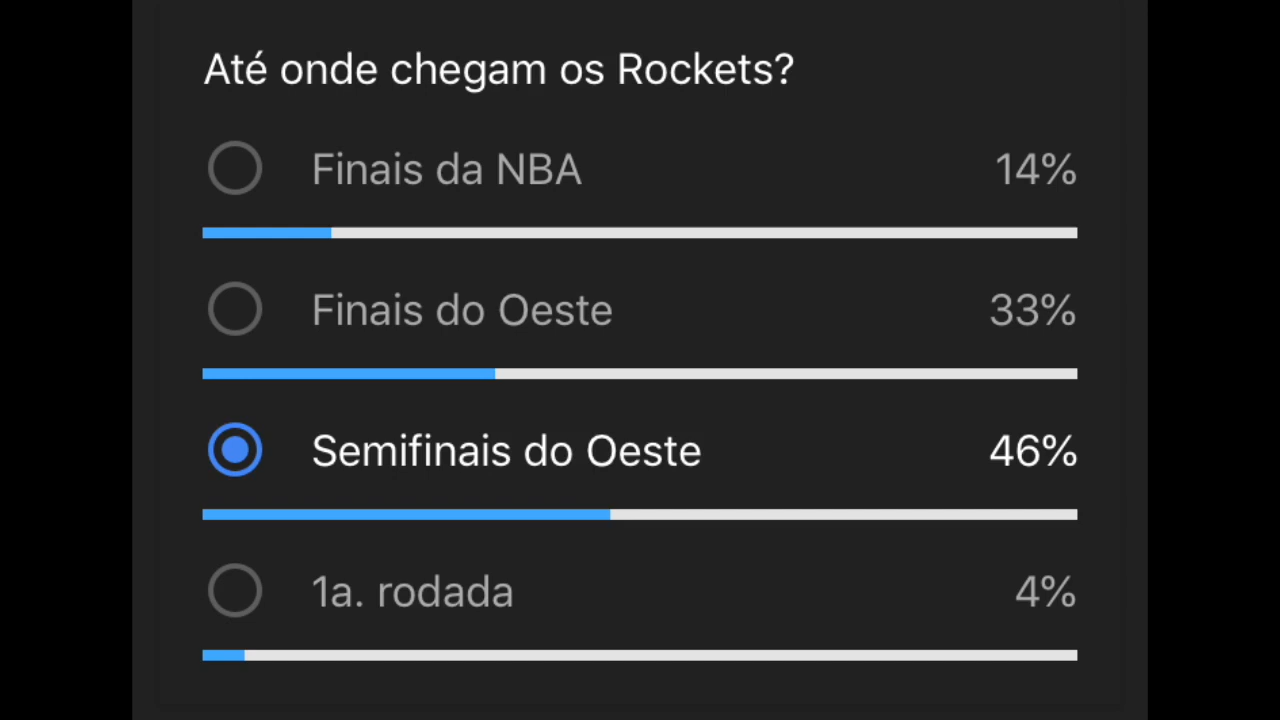 Até onde chegam os Rockets?
Finais da NBA 14%
Finais do Oeste 33%
Semifinais do Oeste 46%
1a. rodada 4%